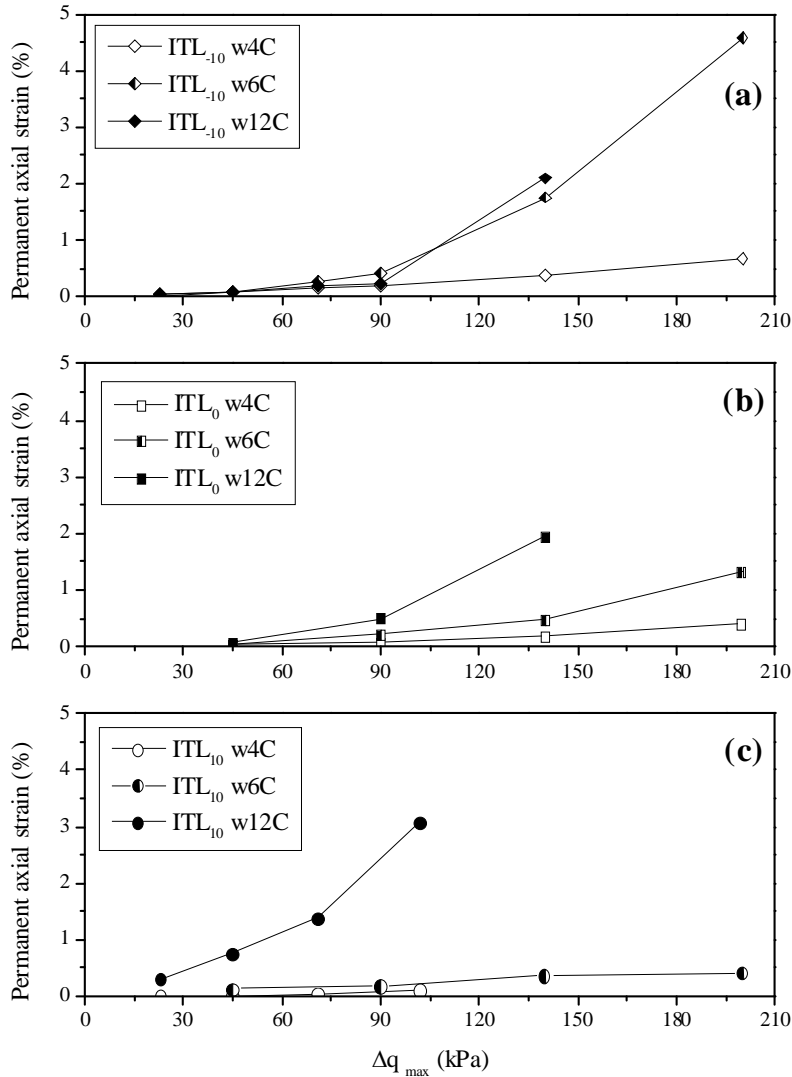 5
4
3
2
1
0
Permanent axial strain (%)
ITL-10 w4C
ITL-10 w6C
ITL-10 w12C
(a)
0 30 60 90 120 150 180 210
5
4
3
2
1
0
Permanent axial strain (%)
ITL0 w4C
ITL0 w6C
ITL0 w12C
(b)
0 30 60 90 120 150 180 210
5
4
3
2
1
0
Permanent axial strain (%)
ITL10 w4C
ITL10 w6C
ITL10 w12C
(c)
0 30 60 90 120 150 180 210
Δq max (kPa)